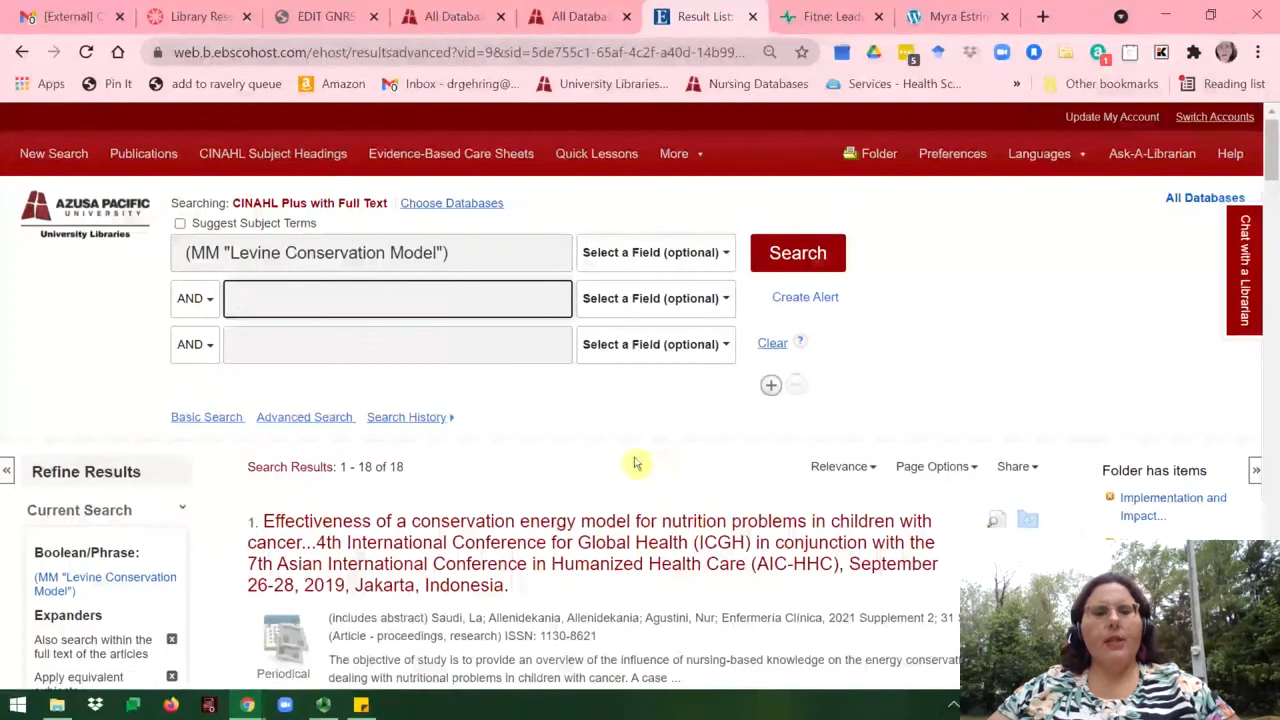 [External] C
Library Res
EDIT GNRS
All Databa
All Databa
Result List:
Fitne: Lead
Myra Estrin
web.b.ebscohost.com/ehost/resultsadvanced?vid=9&sid=5de755c1-65af-4c2f-a40d-14b99...
5
1
Apps
Pin It
add to ravelry queue
Amazon
Inbox - drgehring@...
University Libraries...
Nursing Databases
Services - Health Sc...
»
Other bookmarks
Reading list
Update My Account
Switch Accounts
New Search
Publications
CINAHL Subject Headings
Evidence-Based Care Sheets
Quick Lessons
More
Folder
Preferences
Languages
Ask-A-Librarian
Help
AZUSA PACIFIC
UNIVERSITY
University Libraries
Searching: CINAHL Plus with Full Text
Choose Databases
All Databases
Suggest Subject Terms
(MM "Levine Conservation Model")
Select a Field (optional)
Search
AND
Select a Field (optional)
Create Alert
AND
Select a Field (optional)
Clear
?
Chat with a Librarian
Basic Search
Advanced Search
Search History
«
Refine Results
Search Results: 1 - 18 of 18
Relevance
Page Options
Share
Folder has items
»
Current Search
Implementation and
Impact...
1. Effectiveness of a conservation energy model for nutrition problems in children with
cancer...4th International Conference for Global Health (ICGH) in conjunction with the
7th Asian International Conference in Humanized Health Care (AIC-HHC), September
26-28, 2019, Jakarta, Indonesia.
Boolean/Phrase:
(MM "Levine Conservation
Model")
Expanders
Also search within the
full text of the articles
Apply equivalent
(includes abstract) Saudi, La; Allenidekania, Allenidekania; Agustini, Nur; Enfermería Clínica, 2021 Supplement 2; 31 S
(Article - proceedings, research) ISSN: 1130-8621
Periodical
The objective of study is to provide an overview of the influence of nursing-based knowledge on the energy conservat
dealing with nutritional problems in children with cancer. A case ...